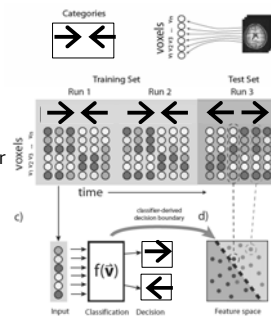 Categories
voxels
Training Set
Test Set
Run 1
Run 2
Run 3
voxels
r
time
classifier-derived
decision boundary
c)
d)
f(v⃗)
Input
Classification
Decision
Feature space